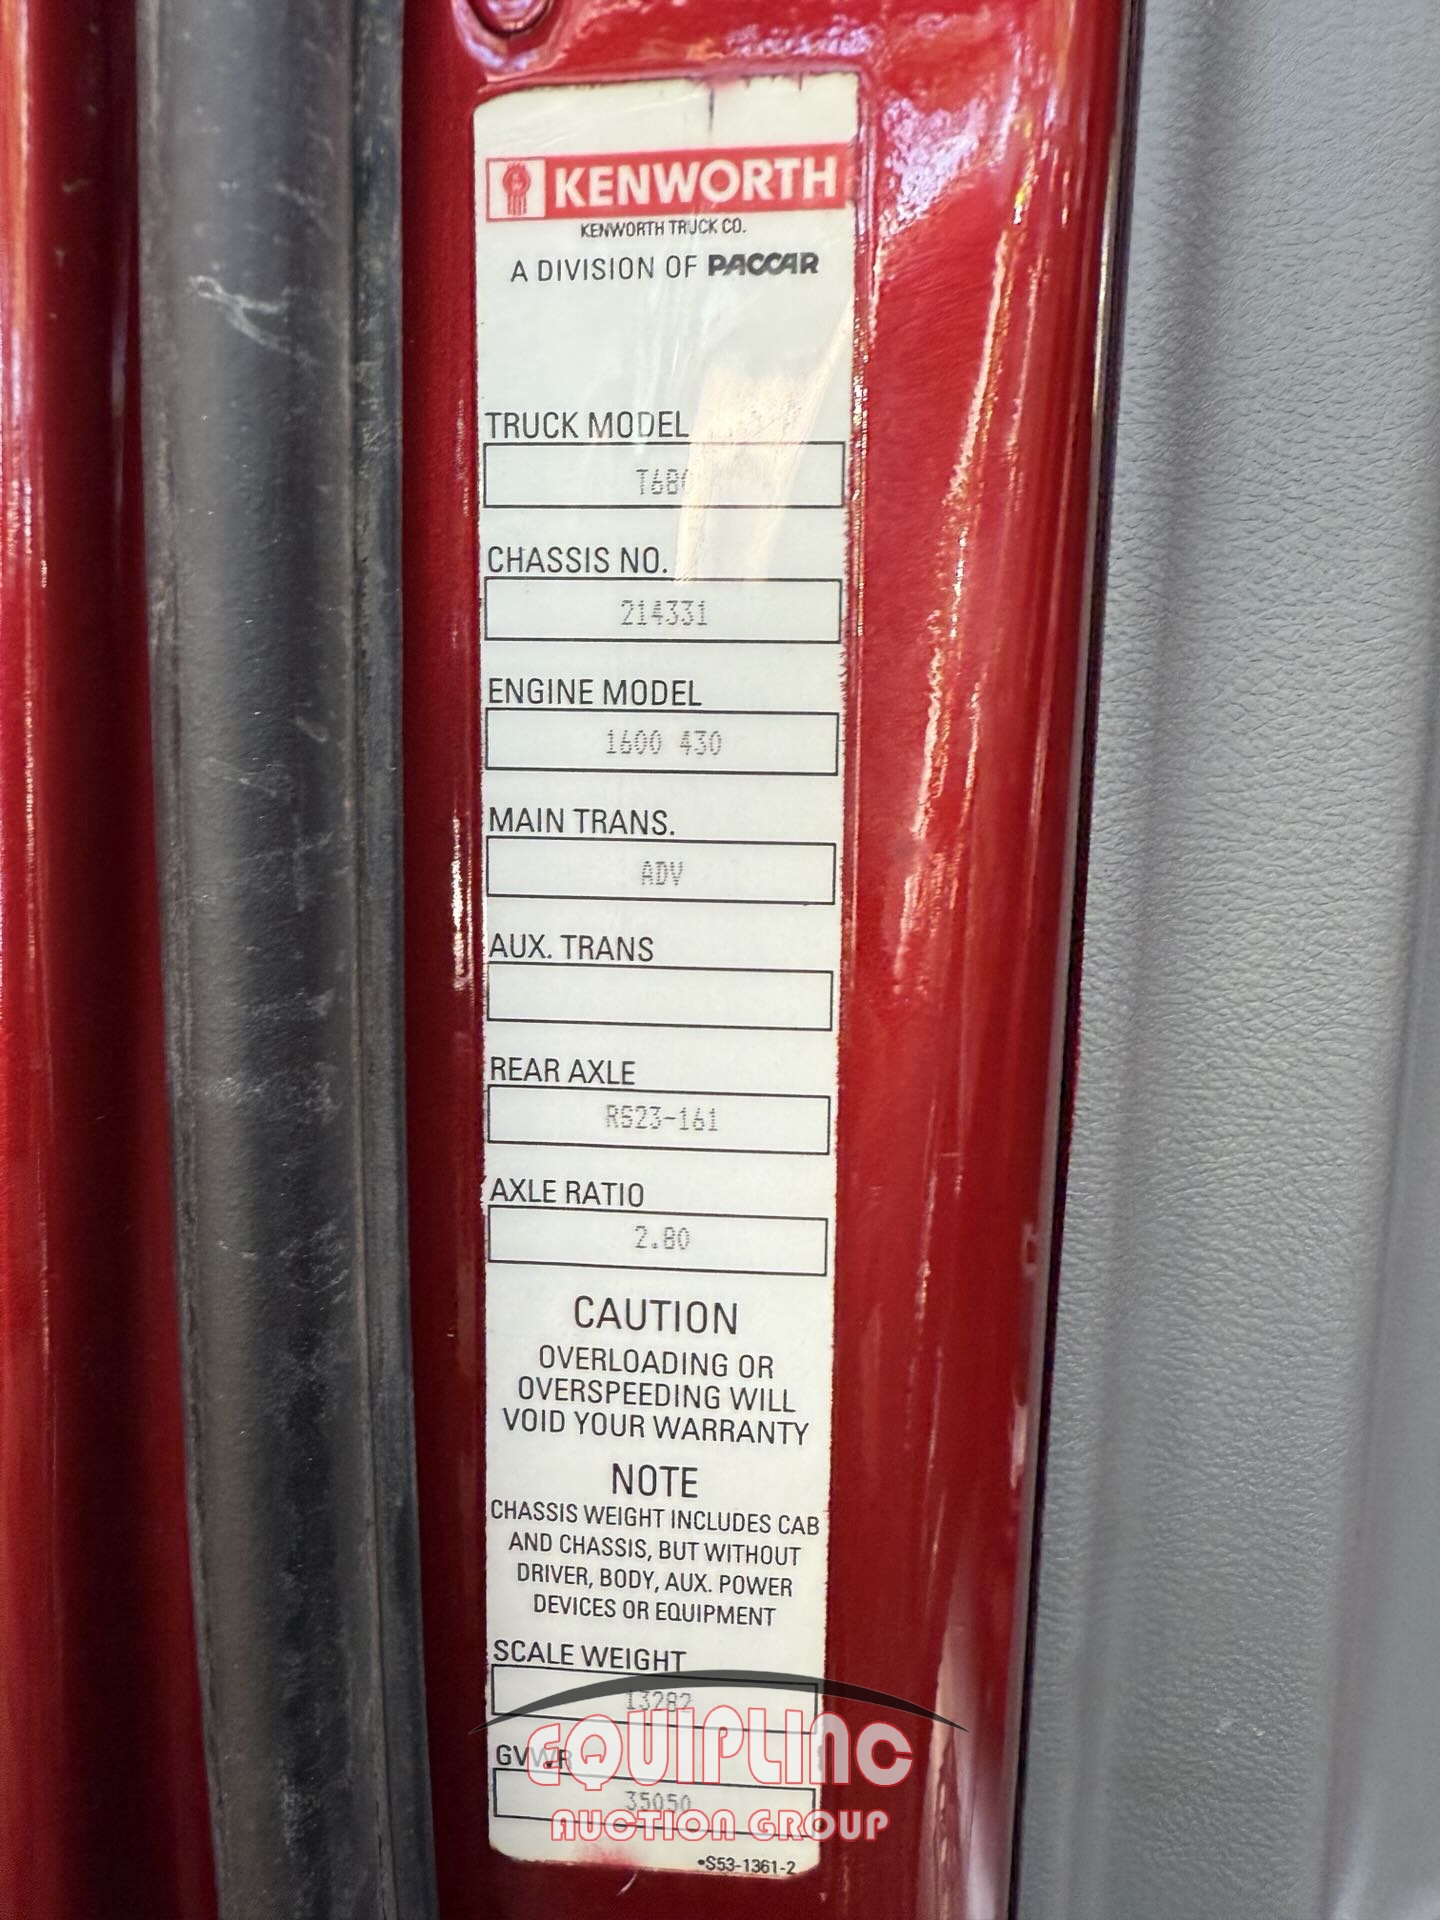 KENWORTH
KENWORTH TRUCK CO.
A DIVISION OF PACCAR
TRUCK MODEL
T680
CHASSIS NO.
214331
ENGINE MODEL
1600 430
MAIN TRANS.
ADV
AUX. TRANS
REAR AXLE
RS23-161
AXLE RATIO
2.80
CAUTION
OVERLOADING OR
OVERSPEEDING WILL
VOID YOUR WARRANTY
NOTE
CHASSIS WEIGHT INCLUDES CAB
AND CHASSIS, BUT WITHOUT
DRIVER, BODY, AUX. POWER
DEVICES OR EQUIPMENT
SCALE WEIGHT
13282
EQUIPLINC
GVWR
35050
AUCTION GROUP
•S53-1361-2